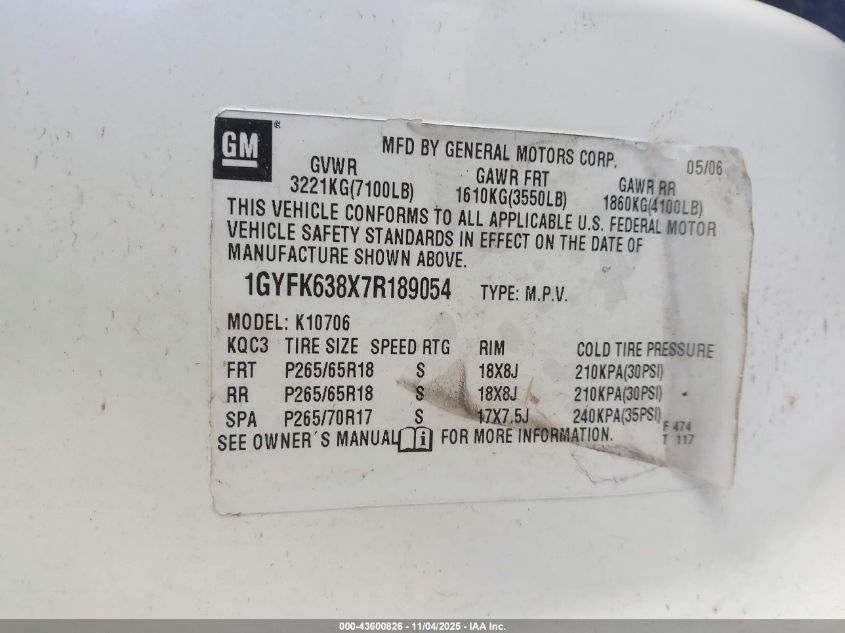 GM
MFD BY GENERAL MOTORS CORP. 05/06
GVWR GAWR FRT GAWR RR
3221KG(7100LB) 1610KG(3550LB) 1860KG(4100LB)
THIS VEHICLE CONFORMS TO ALL APPLICABLE U.S. FEDERAL MOTOR
VEHICLE SAFETY STANDARDS IN EFFECT ON THE DATE OF
MANUFACTURE SHOWN ABOVE.
1GYFK638X7R189054 TYPE: M.P.V.
MODEL: K10706
KQC3 TIRE SIZE SPEED RTG RIM COLD TIRE PRESSURE
FRT P265/65R18 S 18X8J 210KPA(30PSI)
RR P265/65R18 S 18X8J 210KPA(30PSI)
SPA P265/70R17 S 17X7.5J 240KPA(35PSI)
F 474
SEE OWNER´S MANUAL i FOR MORE INFORMATION. T 117
000-43600826 - 11/04/2025 - IAA Inc.